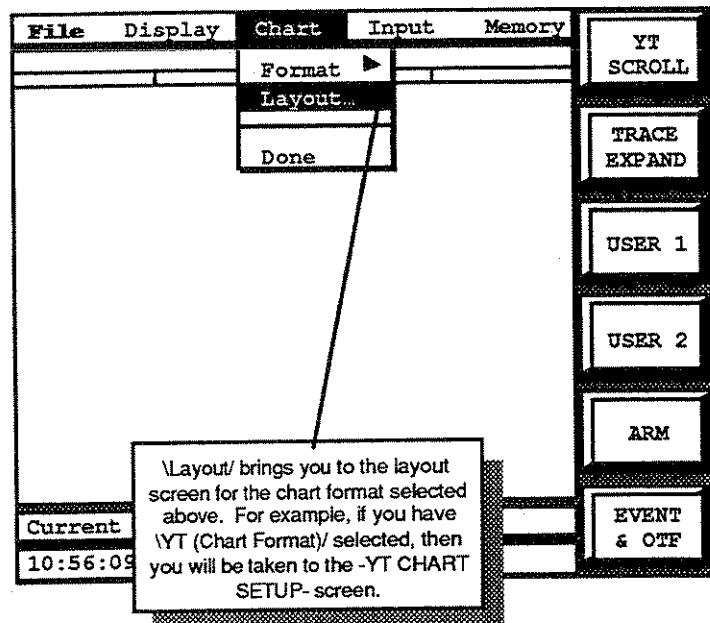 File Display Chart Input Memory
Format
Layout…
Done
YT
SCROLL
TRACE
EXPAND
USER 1
USER 2
ARM
EVENT
& OTF
\Layout/ brings you to the layout
screen for the chart format selected
above. For example, if you have
\YT (Chart Format)/ selected, then
you will be taken to the -YT CHART
SETUP- screen.
Current
10:56:09